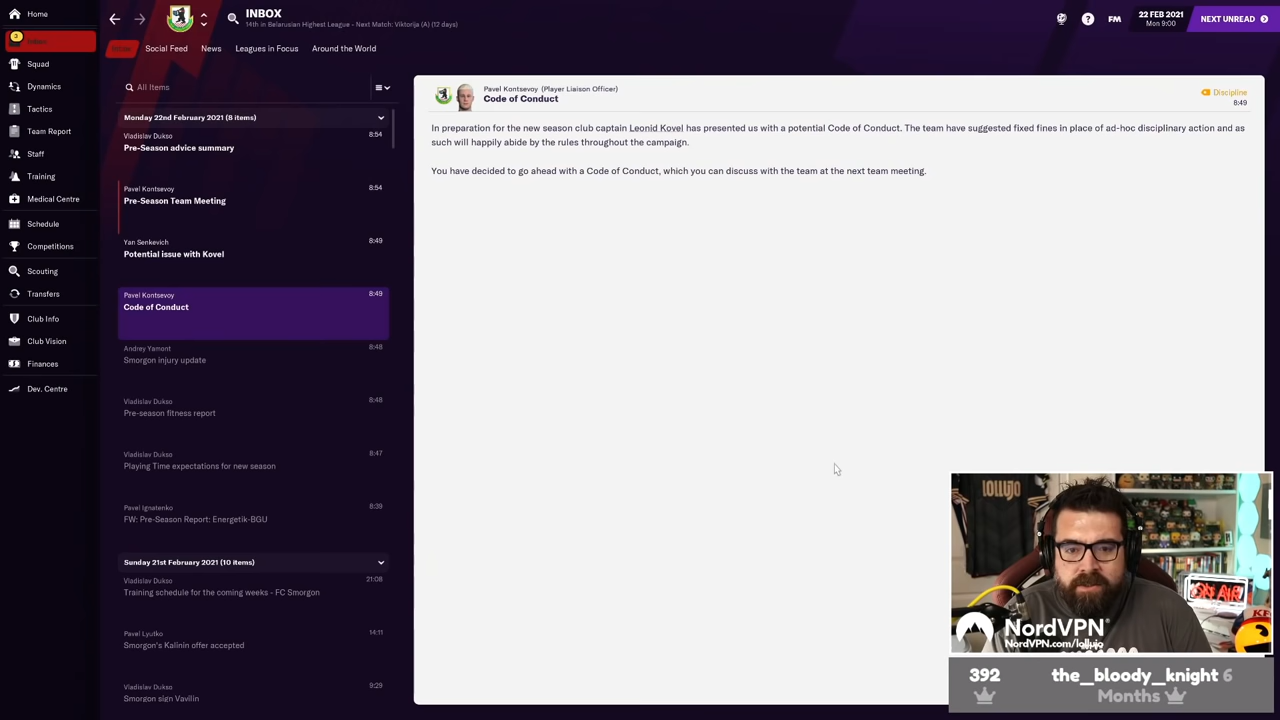 Home
INBOX
14th in Belarusian Highest League - Next Match: Viktorija (A) (12 days)
FM
22 FEB 2021
Mon 9:00
NEXT UNREAD
3
Inbox
Social Feed
News
Leagues in Focus
Around the World
Squad
Dynamics
Tactics
Team Report
Staff
Training
Medical Centre
Schedule
Competitions
Scouting
Transfers
Club Info
Club Vision
Finances
Dev. Centre
All Items
Monday 22nd February 2021 (8 items)
Vladislav Dukso
8:54
Pre-Season advice summary
Pavel Kontsevoy
8:54
Pre-Season Team Meeting
Yan Senkevich
8:49
Potential issue with Kovel
Pavel Kontsevoy
8:49
Code of Conduct
Andrey Yamont
8:48
Smorgon injury update
Vladislav Dukso
8:48
Pre-season fitness report
Vladislav Dukso
8:47
Playing Time expectations for new season
Pavel Ignatenko
8:39
FW: Pre-Season Report: Energetik-BGU
Sunday 21st February 2021 (10 items)
Vladislav Dukso
21:08
Training schedule for the coming weeks - FC Smorgon
Pavel Lyutko
14:11
Smorgon's Kalinin offer accepted
Vladislav Dukso
9:29
Smorgon sign Vavilin
Pavel Kontsevoy (Player Liaison Officer)
Code of Conduct
Discipline
8:49
In preparation for the new season club captain Leonid Kovel has presented us with a potential Code of Conduct. The team have suggested fixed fines in place of ad-hoc disciplinary action and as
such will happily abide by the rules throughout the campaign.
You have decided to go ahead with a Code of Conduct, which you can discuss with the team at the next team meeting.
lollujo
ON AIR
NordVPN®
NordVPN.com/lollujo
392
the_bloody_knight 6
Months